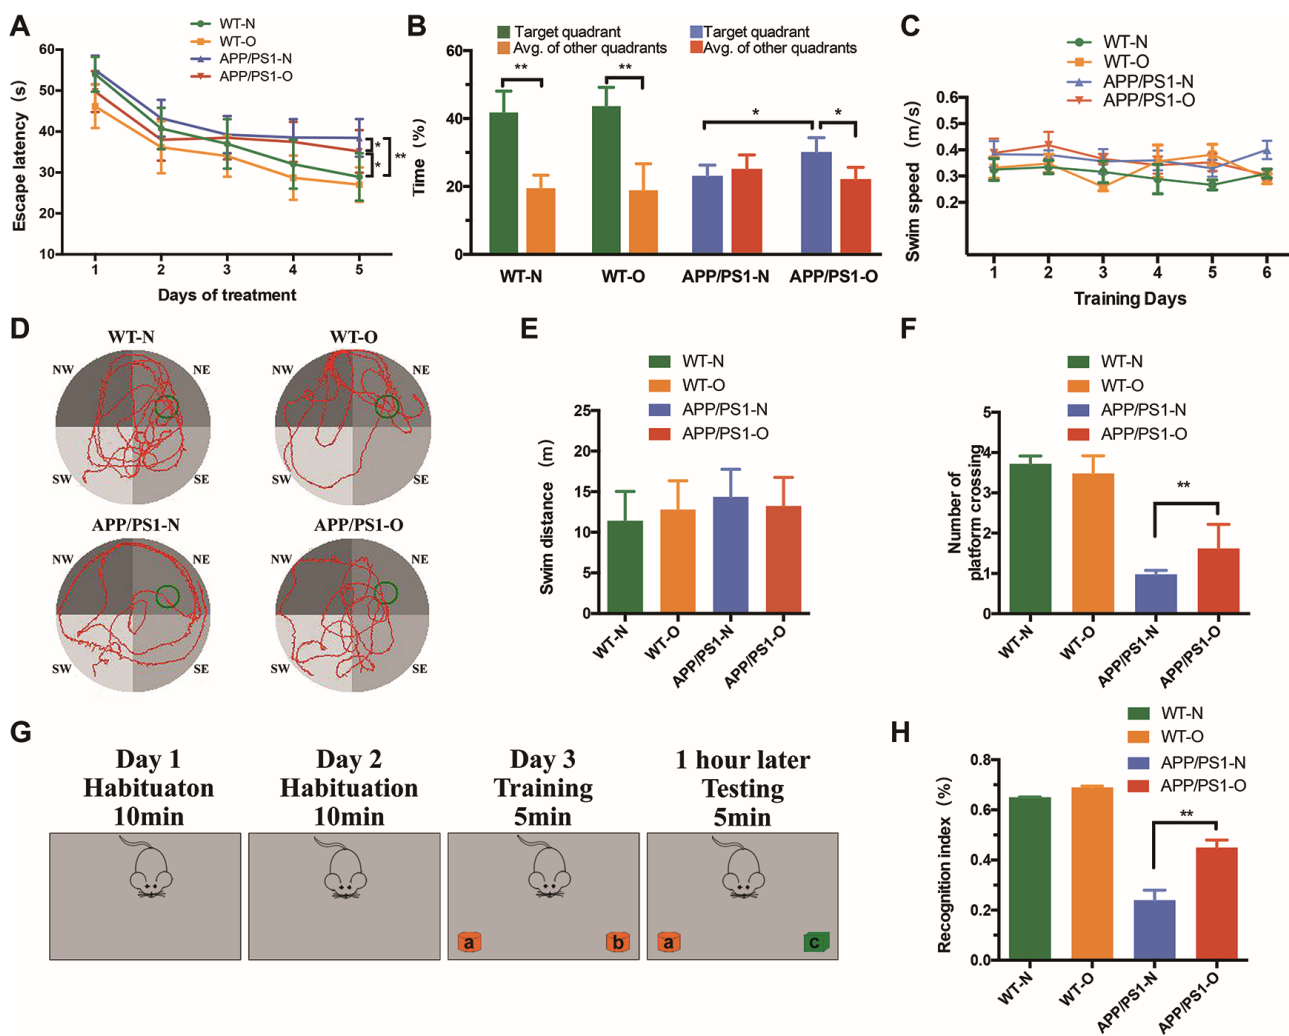 A
WT-N
WT-O
APP/PS1-N
APP/PS1-O
Escape latency (s)
60
50
40
30
20
10
* * **
1 2 3 4 5
Days of treatment
B
Target quadrant
Avg. of other quadrants
Target quadrant
Avg. of other quadrants
Time (%)
60
40
20
0
** ** * *
WT-N WT-O APP/PS1-N APP/PS1-O
C
WT-N
WT-O
APP/PS1-N
APP/PS1-O
Swim speed (m/s)
0.6
0.5
0.4
0.3
0.2
1 2 3 4 5 6
Training Days
D
WT-N
NW NE
SW SE
WT-O
NW NE
SW SE
APP/PS1-N
NW NE
SW SE
APP/PS1-O
NW NE
SW SE
E
WT-N
WT-O
APP/PS1-N
APP/PS1-O
Swim distance (m)
25
20
15
10
5
0
WT-N WT-O APP/PS1-N APP/PS1-O
F
WT-N
WT-O
APP/PS1-N
APP/PS1-O
Number of
platform crossing
5
4
3
2
1
0
**
WT-N WT-O APP/PS1-N APP/PS1-O
G
Day 1
Habituaton
10min
Day 2
Habituation
10min
Day 3
Training
5min
a b
1 hour later
Testing
5min
a c
H
WT-N
WT-O
APP/PS1-N
APP/PS1-O
Recognition index (%)
0.8
0.6
0.4
0.2
0.0
**
WT-N WT-O APP/PS1-N APP/PS1-O